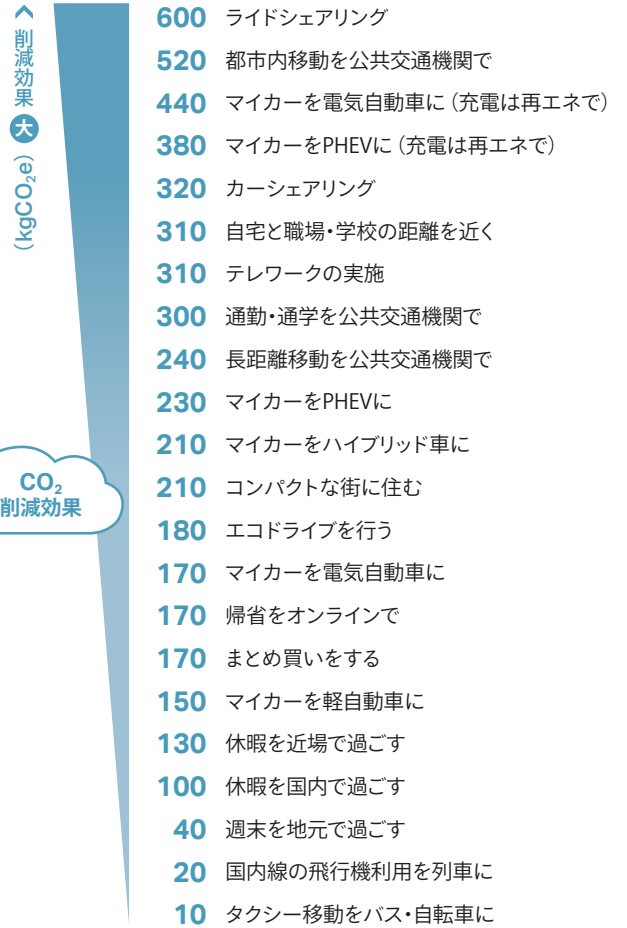 削減効果 大 (kgCO₂e)
600 ライドシェアリング
520 都市内移動を公共交通機関で
440 マイカーを電気自動車に(充電は再エネで)
380 マイカーをPHEVに(充電は再エネで)
320 カーシェアリング
310 自宅と職場・学校の距離を近く
310 テレワークの実施
300 通勤・通学を公共交通機関で
240 長距離移動を公共交通機関で
230 マイカーをPHEVに
210 マイカーをハイブリッド車に
210 コンパクトな街に住む
180 エコドライブを行う
170 マイカーを電気自動車に
170 帰省をオンラインで
170 まとめ買いをする
150 マイカーを軽自動車に
130 休暇を近場で過ごす
100 休暇を国内で過ごす
40 週末を地元で過ごす
20 国内線の飛行機利用を列車に
10 タクシー移動をバス・自転車に
CO₂
削減効果